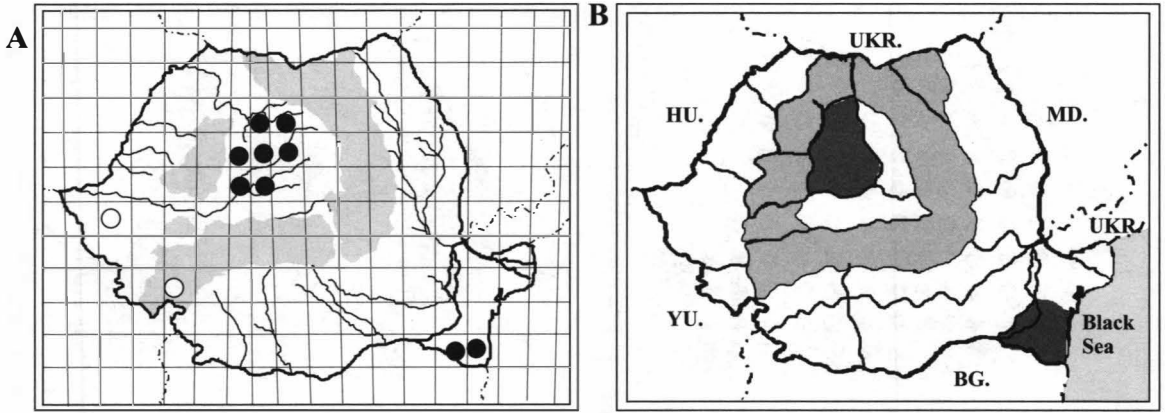 A
B
UKR.
HU.
MD.
UKR.
YU.
Black
Sea
BG.